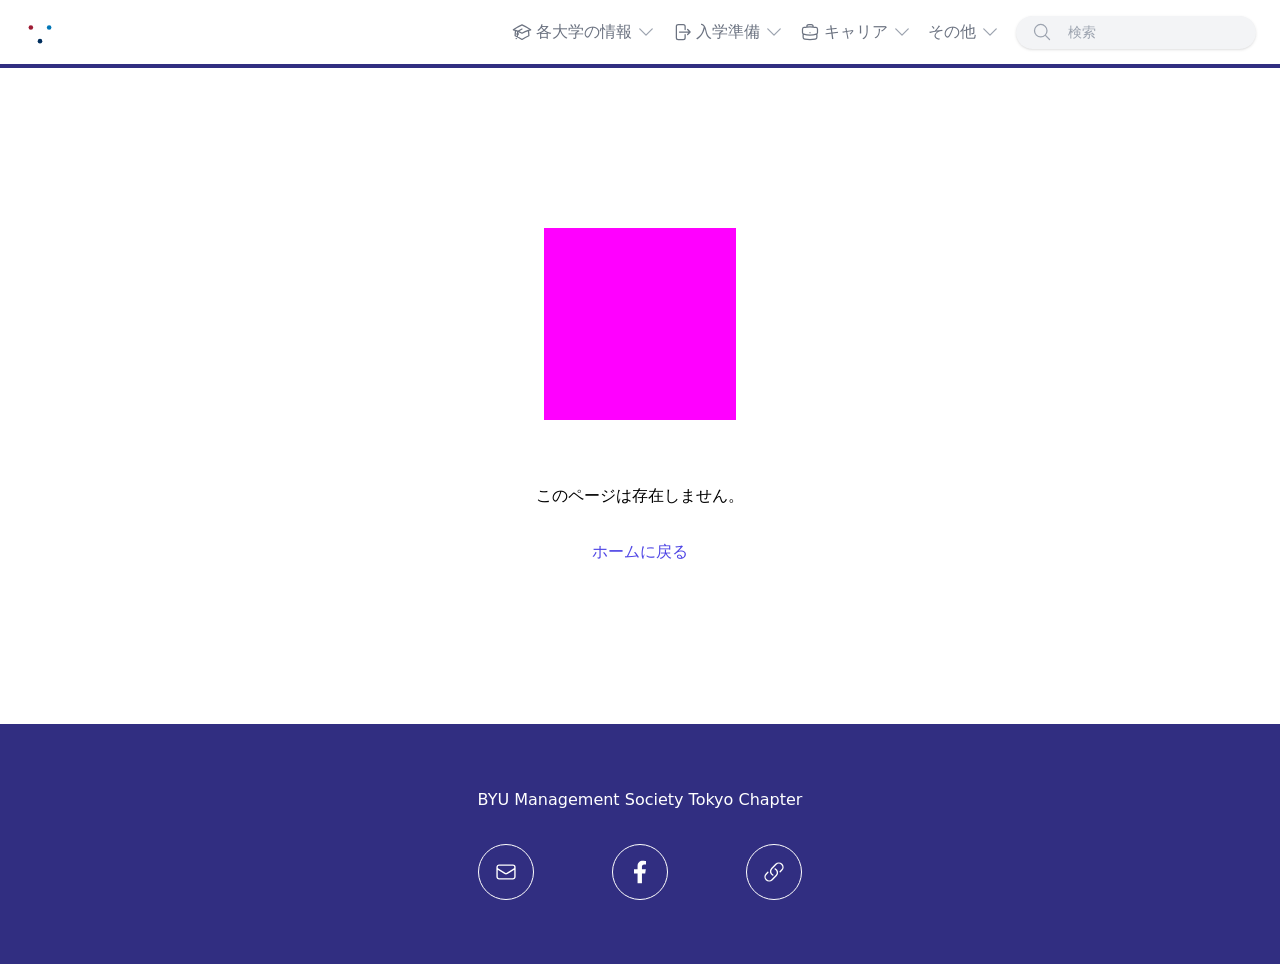 各大学の情報
入学準備
キャリア
その他
検索
このページは存在しません。
ホームに戻る
BYU Management Society Tokyo Chapter